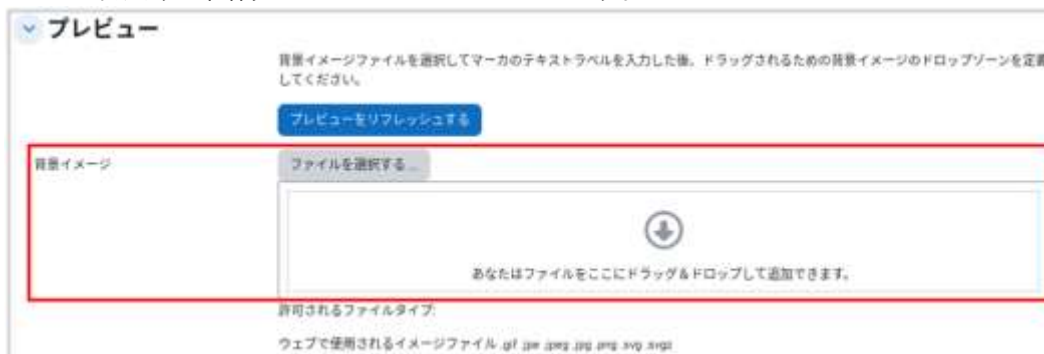 プレビュー
背景イメージファイルを選択してマーカのテキストラベルを入力した後、ドラッグされるための背景イメージのドロップゾーンを定義
してください。
プレビューをリフレッシュする
背景イメージ
ファイルを選択する...
あなたはファイルをここにドラッグ&ドロップして追加できます。
許可されるファイルタイプ:
ウェブで使用されるイメージファイル .gif .jpe .jpeg .jpg .png .svg .svgz